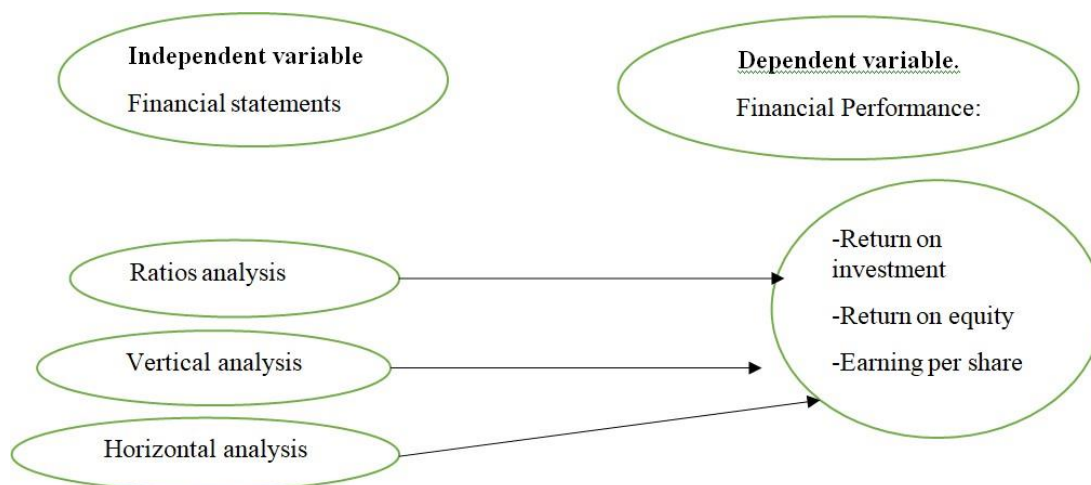 Independent variable
Financial statements
Dependent variable.
Financial Performance:
Ratios analysis
Vertical analysis
Horizontal analysis
-Return on
investment
-Return on equity
-Earning per share